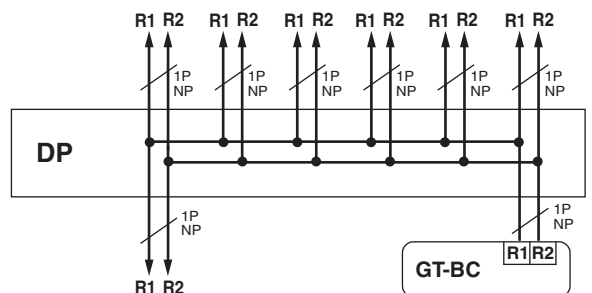 R1 R2 R1 R2 R1 R2 R1 R2 R1 R2 R1 R2
1P 1P 1P 1P 1P 1P
NP NP NP NP NP NP
DP
1P 1P
NP NP
R1 R2
GT-BC
R1 R2